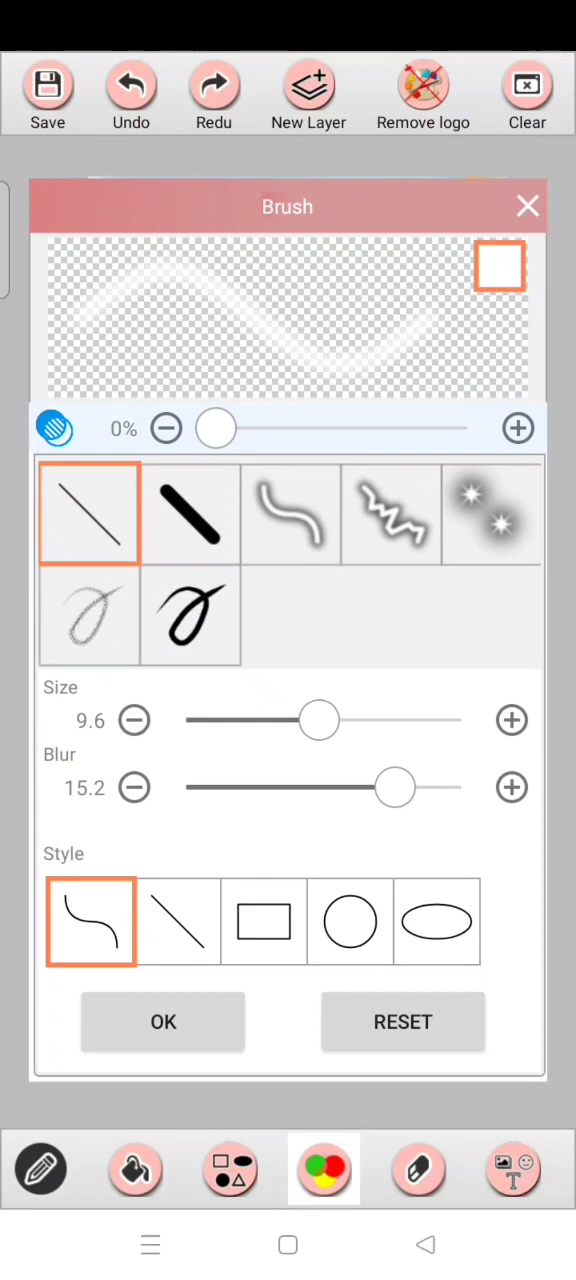 Save Undo Redu New Layer Remove logo Clear
Brush
0%
Size
9.6
Blur
15.2
Style
OK RESET
T